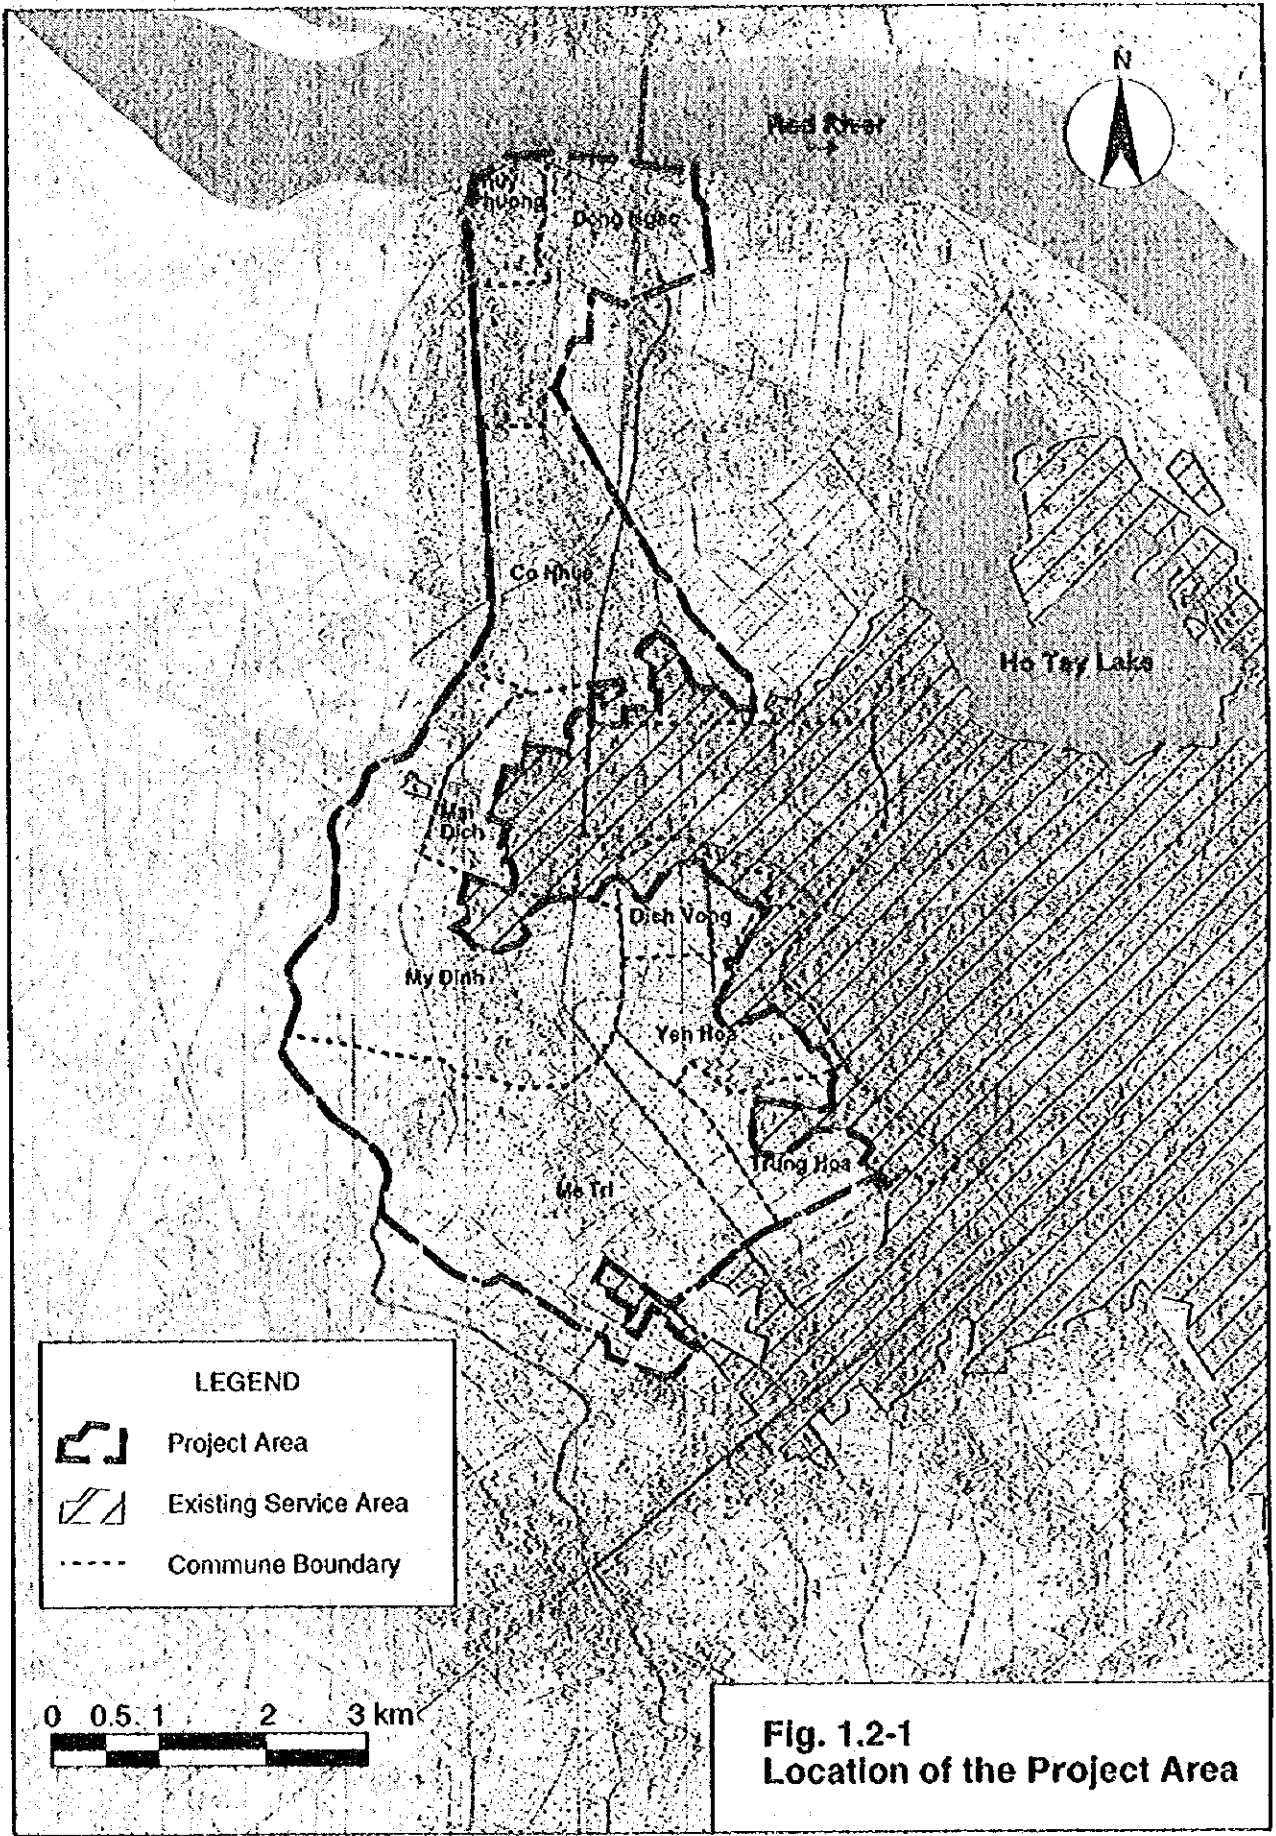 N
Red River
Thuy
Phuong
Dong Ngac
Co Nhue
Ho Tay Lake
Mai
Dich
Dich Vong
My Dinh
Yen Hoa
Trung Hoa
Me Tri
LEGEND
Project Area
Existing Service Area
Commune Boundary
0 0.5 1 2 3 km
Fig. 1.2-1
Location of the Project Area